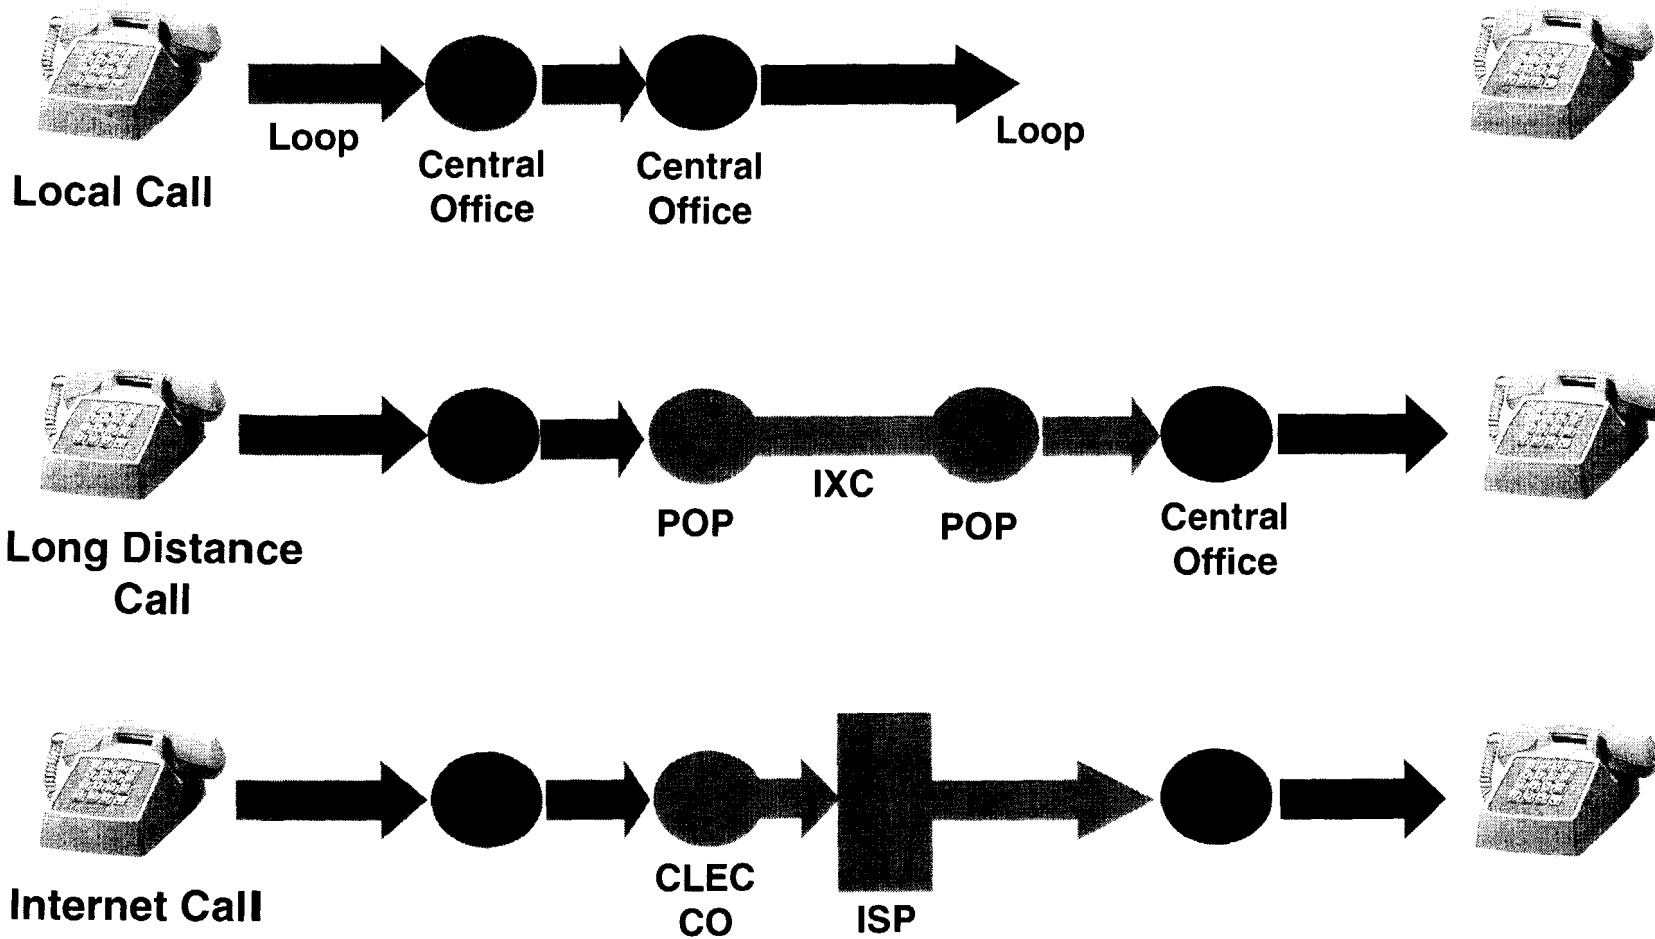 Loop
Loop
Central
Office
Central
Office
Local Call
IXC
POP
POP
Central
Office
Long Distance
Call
CLEC
CO
ISP
Internet Call